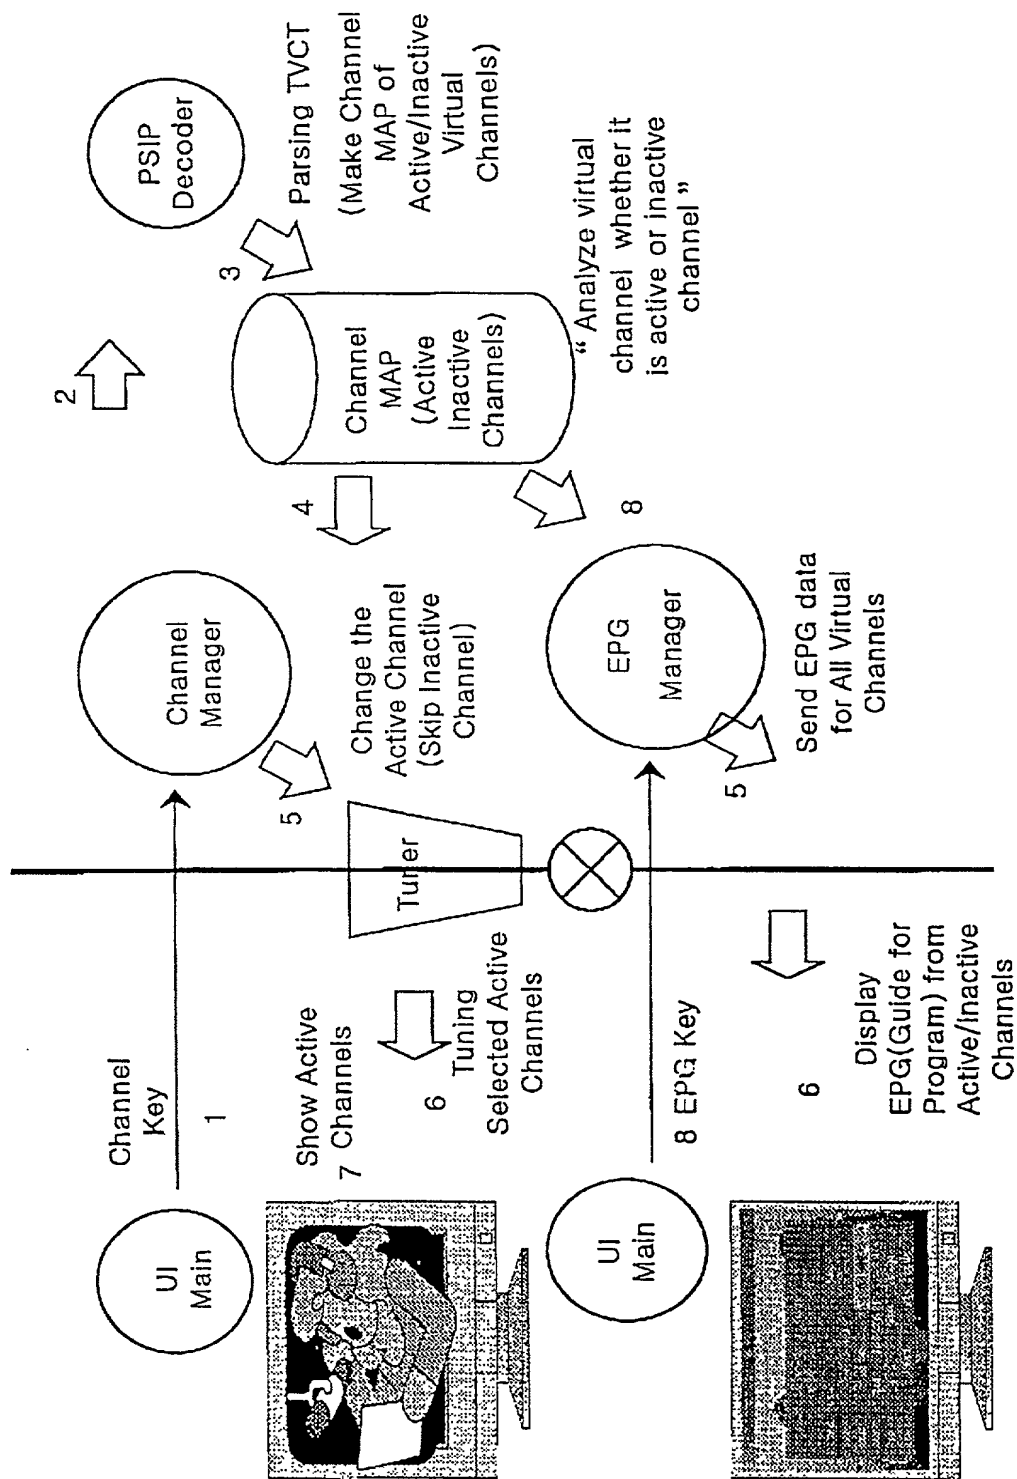 2
PSIP
Decoder
3
Parsing TVCT
(Make Channel
MAP of
Active/Inactive
Virtual
Channels)
Channel
MAP
(Active
Inactive
Channels)
“ Analyze virtual
channel whether it
is active or inactive
channel ”
4
8
Channel
Manager
Change the
Active Channel
(Skip Inactive
Channel)
5
EPG
Manager
Send EPG data
for All Virtual
Channels
5
Tuner
Channel
Key
1
Show Active
Channels
7
6
Tuning
Selected Active
Channels
8 EPG Key
6
Display
EPG(Guide for
Program) from
Active/Inactive
Channels
UI
Main
UI
Main